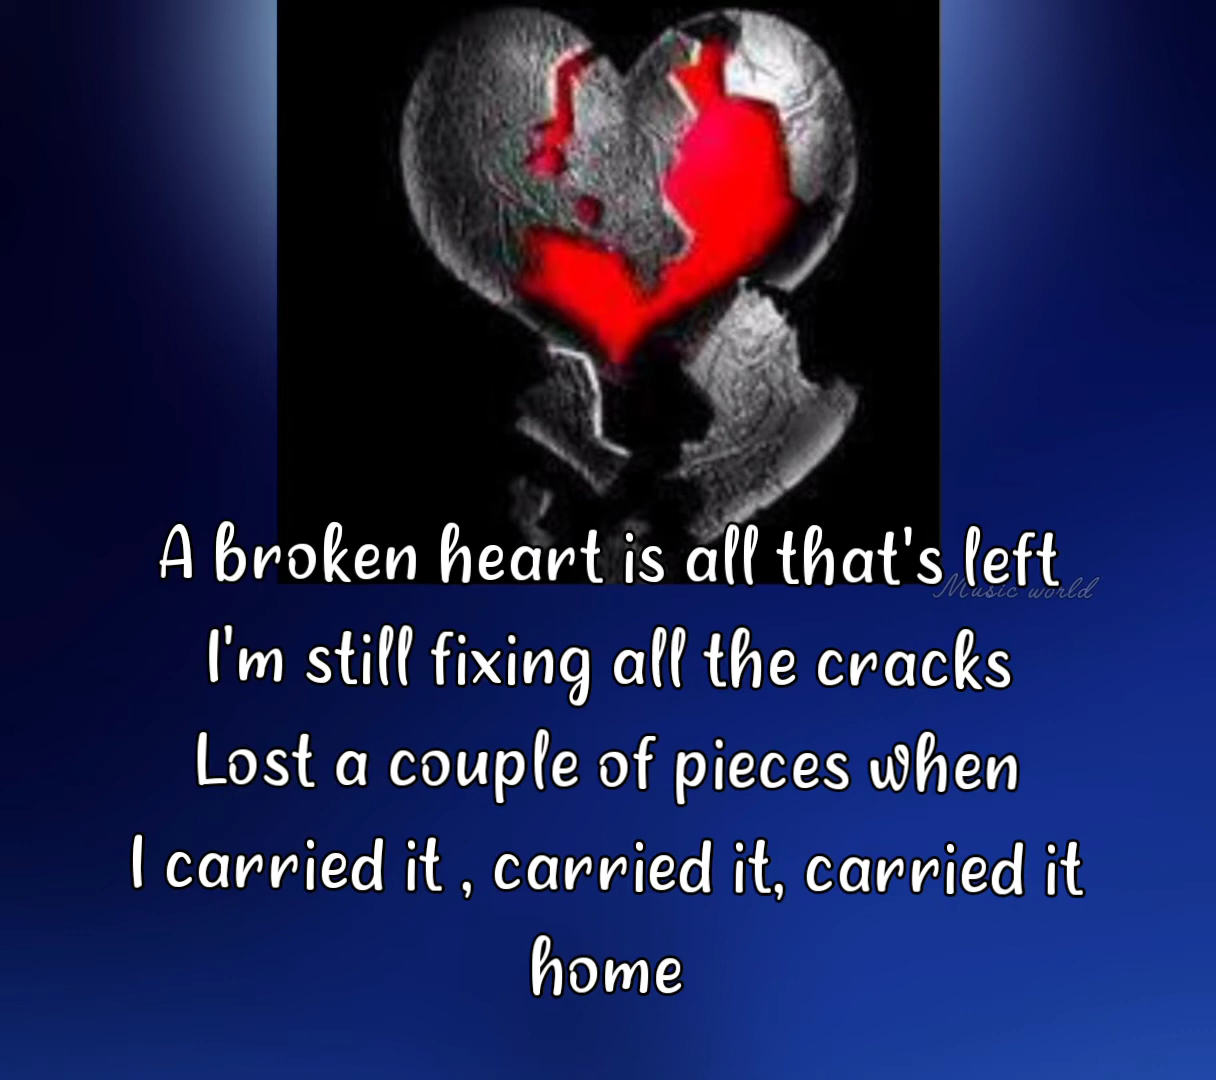 A broken heart is all that's left
Music world
I'm still fixing all the cracks
Lost a couple of pieces when
I carried it , carried it, carried it
home